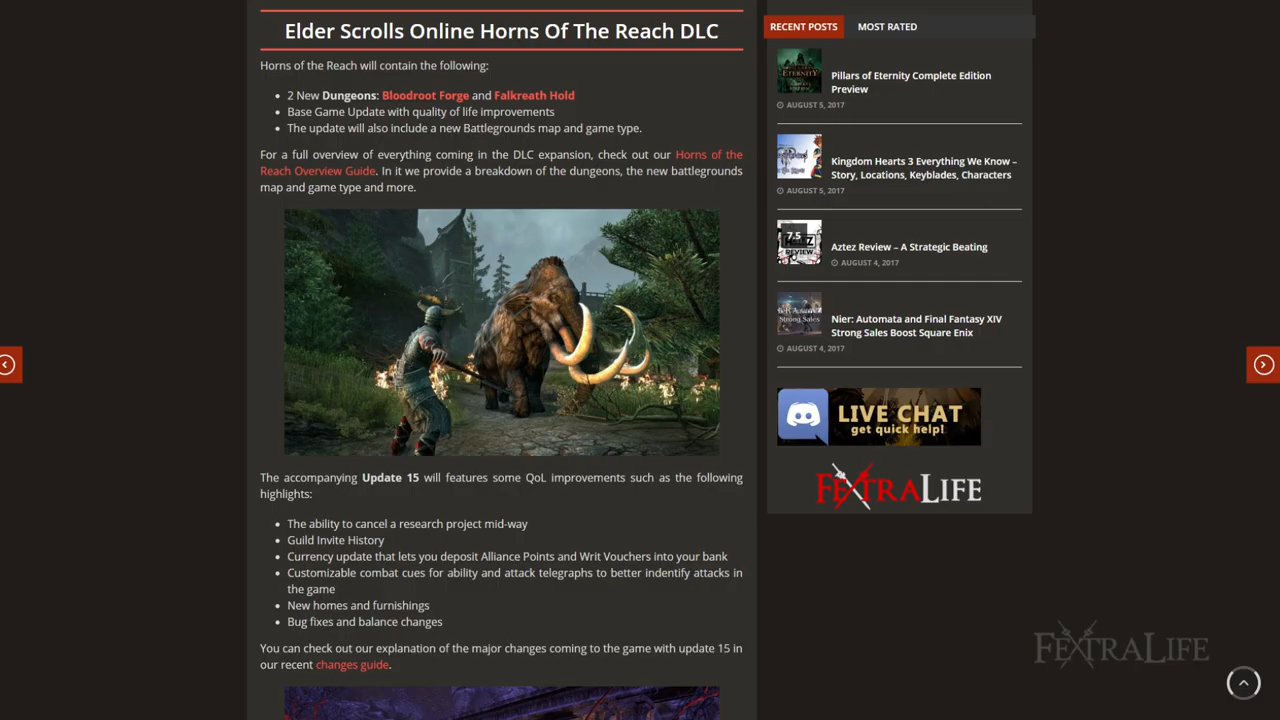 Elder Scrolls Online Horns Of The Reach DLC
Horns of the Reach will contain the following:
2 New Dungeons: Bloodroot Forge and Falkreath Hold
Base Game Update with quality of life improvements
The update will also include a new Battlegrounds map and game type.
For a full overview of everything coming in the DLC expansion, check out our Horns of the
Reach Overview Guide. In it we provide a breakdown of the dungeons, the new battlegrounds
map and game type and more.
The accompanying Update 15 will features some QoL improvements such as the following
highlights:
The ability to cancel a research project mid-way
Guild Invite History
Currency update that lets you deposit Alliance Points and Writ Vouchers into your bank
Customizable combat cues for ability and attack telegraphs to better indentify attacks in
the game
New homes and furnishings
Bug fixes and balance changes
You can check out our explanation of the major changes coming to the game with update 15 in
our recent changes guide.
RECENT POSTS
MOST RATED
Pillars of Eternity Complete Edition
Preview
AUGUST 5, 2017
Kingdom Hearts 3 Everything We Know –
Story, Locations, Keyblades, Characters
AUGUST 5, 2017
7.5
REVIEW
Aztez Review – A Strategic Beating
AUGUST 4, 2017
Strong Sales
Nier: Automata and Final Fantasy XIV
Strong Sales Boost Square Enix
AUGUST 4, 2017
LIVE CHAT
get quick help!
FEXTRALIFE
FEXTRALIFE